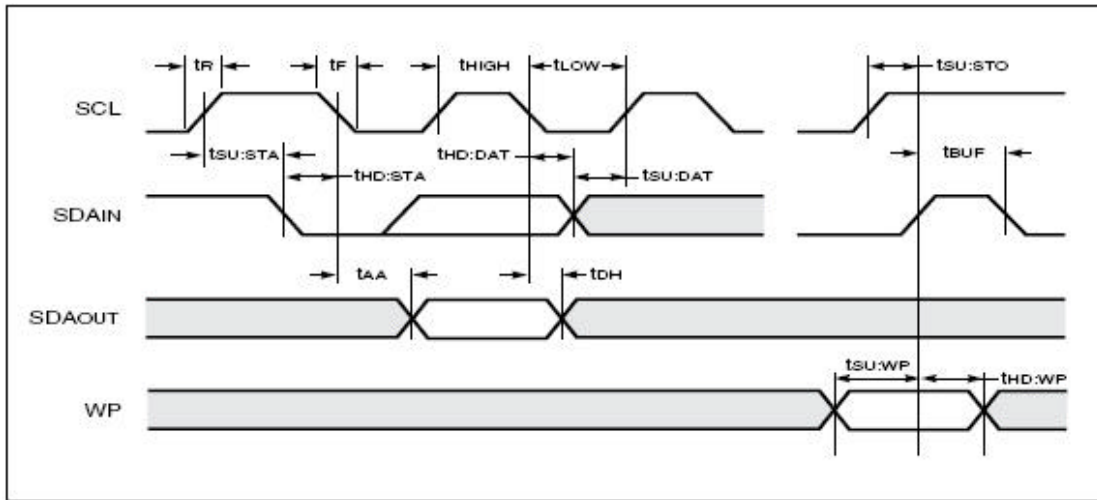 tR tF tHIGH tLOW tSU:STO
SCL
tSU:STA tHD:STA tHD:DAT tSU:DAT tBUF
SDAIN
tAA tDH
SDAOUT
tSU:WP tHD:WP
WP